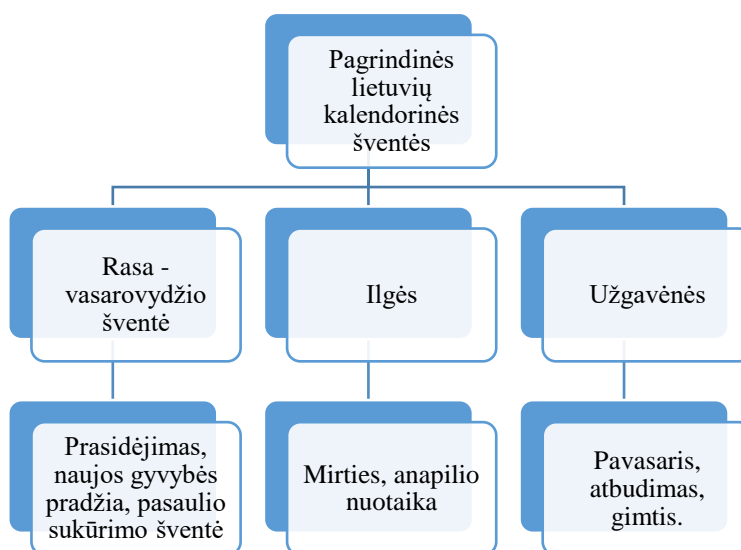 Pagrindinės
lietuvių
kalendorinės
šventės
Rasa -
vasarovydžio
šventė
Ilgės
Užgavėnės
Prasidėjimas,
naujos gyvybės
pradžia, pasaulio
sukūrimo šventė
Mirties, anapilio
nuotaika
Pavasaris,
atbudimas,
gimtis.